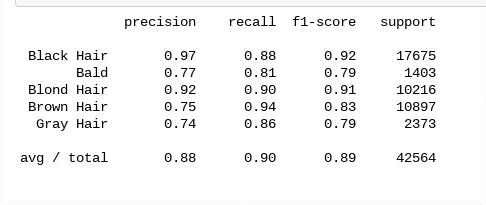 precision recall f1-score support
Black Hair 0.97 0.88 0.92 17675
Bald 0.77 0.81 0.79 1403
Blond Hair 0.92 0.90 0.91 10216
Brown Hair 0.75 0.94 0.83 10897
Gray Hair 0.74 0.86 0.79 2373
avg / total 0.88 0.90 0.89 42564